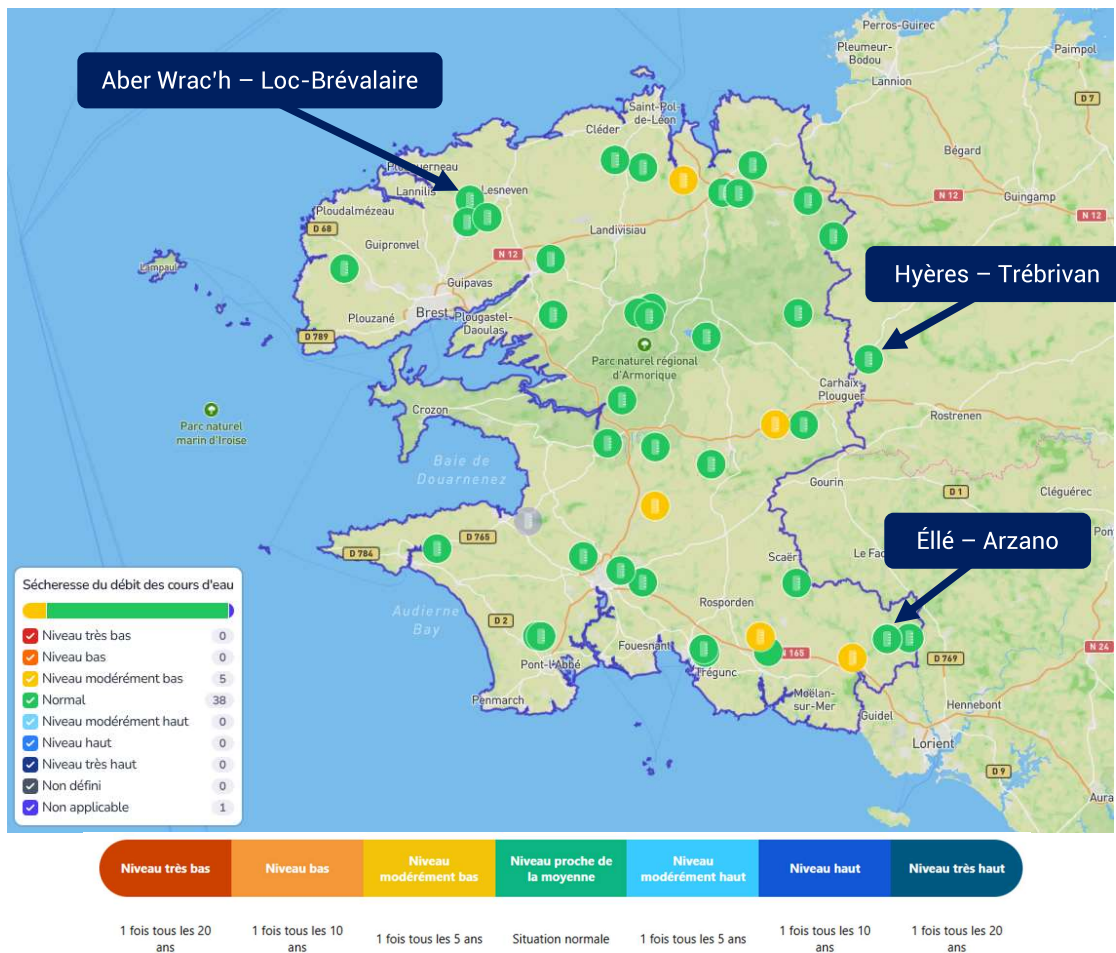 Perros-Guirec
Pleumeur-
Bodou
Paimpol
Lannion
Aber Wrac'h – Loc-Brévalaire
D 7
Saint-Pol-
de-Léon
Cléder
Bégard
Lannilis
Lesneven
N 12
Guingamp
Ploudalmézeau
N 12
D 68
Landivisiau
Guipronvel
N 12
Lampaul
Guipavas
Hyères – Trébrivan
Brest
Plougastel-
Daoulas
Plouzané
D 789
Parc naturel régional
d'Armorique
Carhaix-
Plouguer
Crozon
Rostrenen
Parc naturel
marin d'Iroise
Baie de
Douarnenez
Gourin
D 1
Cléguérec
Éllé – Arzano
D 765
D 784
Scaër
Le Fao
Sécheresse du débit des cours d'eau
Niveau très bas 0
Niveau bas 0
Niveau modérément bas 5
Normal 38
Niveau modérément haut 0
Niveau haut 0
Niveau très haut 0
Non défini 0
Non applicable 1
Audierne
Bay
Rosporden
D 2
Fouesnant
Pont-l'Abbé
N 165
D 769
N 24
Trégunc
Penmarch
Moëlan-
sur-Mer
Guidel
Hennebont
Lorient
D 9
Aura
Niveau très bas
Niveau bas
Niveau
modérément bas
Niveau proche de
la moyenne
Niveau
modérément haut
Niveau haut
Niveau très haut
1 fois tous les 20
ans
1 fois tous les 10
ans
1 fois tous les 5 ans
Situation normale
1 fois tous les 5 ans
1 fois tous les 10
ans
1 fois tous les 20
ans